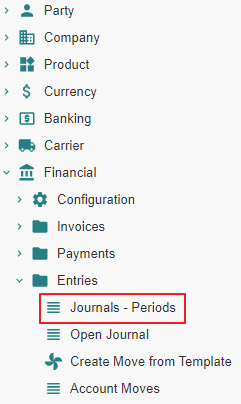 Party
Company
Product
Currency
Banking
Carrier
Financial
Configuration
Invoices
Payments
Entries
Journals - Periods
Open Journal
Create Move from Template
Account Moves